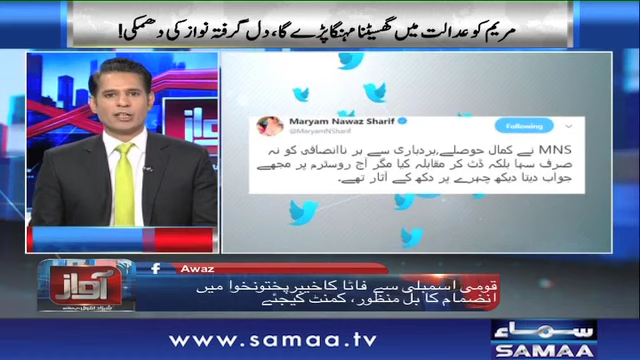 مریم کو عدالت میں گھسیٹنا مہنگا پڑے گا، دل گرفتہ نواز کی دھمکی!
Maryam Nawaz Sharif
@MaryamNSharif
Following
MNS نے کمال حوصلے,بردباری سے ہر ناانصافی کو نہ
صرف سہا بلکہ ڈٹ کر مقابلہ کیا مگر آج روسٹرم پر مجھے
جواب دیتا دیکھ چہرے پر دکھ کے آثار تھے۔
f Awaz
آواز
قومی اسمبلی سے فاٹا کا خیبرپختونخوا میں
انضمام کا بل منظور، کمنٹ کیجئے
www.samaa.tv
سماء
SAMAA